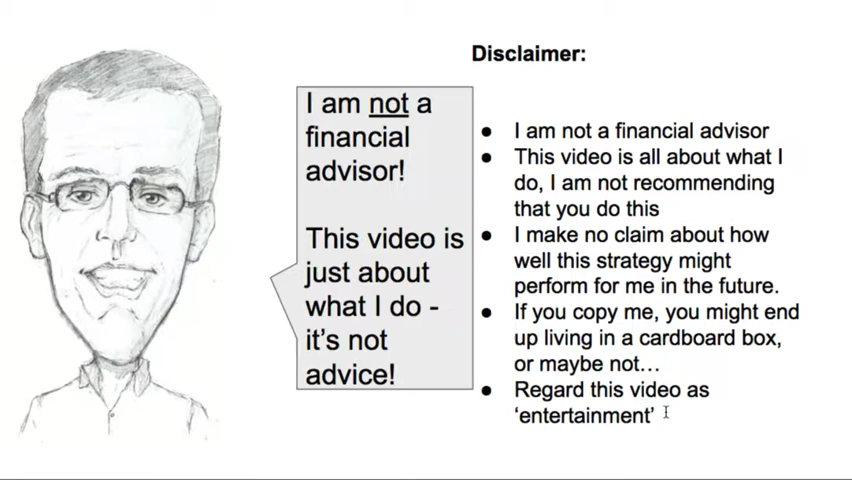 Disclaimer:
I am not a
financial
advisor!
This video is
just about
what I do -
it's not
advice!
● I am not a financial advisor
● This video is all about what I
do, I am not recommending
that you do this
● I make no claim about how
well this strategy might
perform for me in the future.
● If you copy me, you might end
up living in a cardboard box,
or maybe not…
● Regard this video as
‘entertainment’